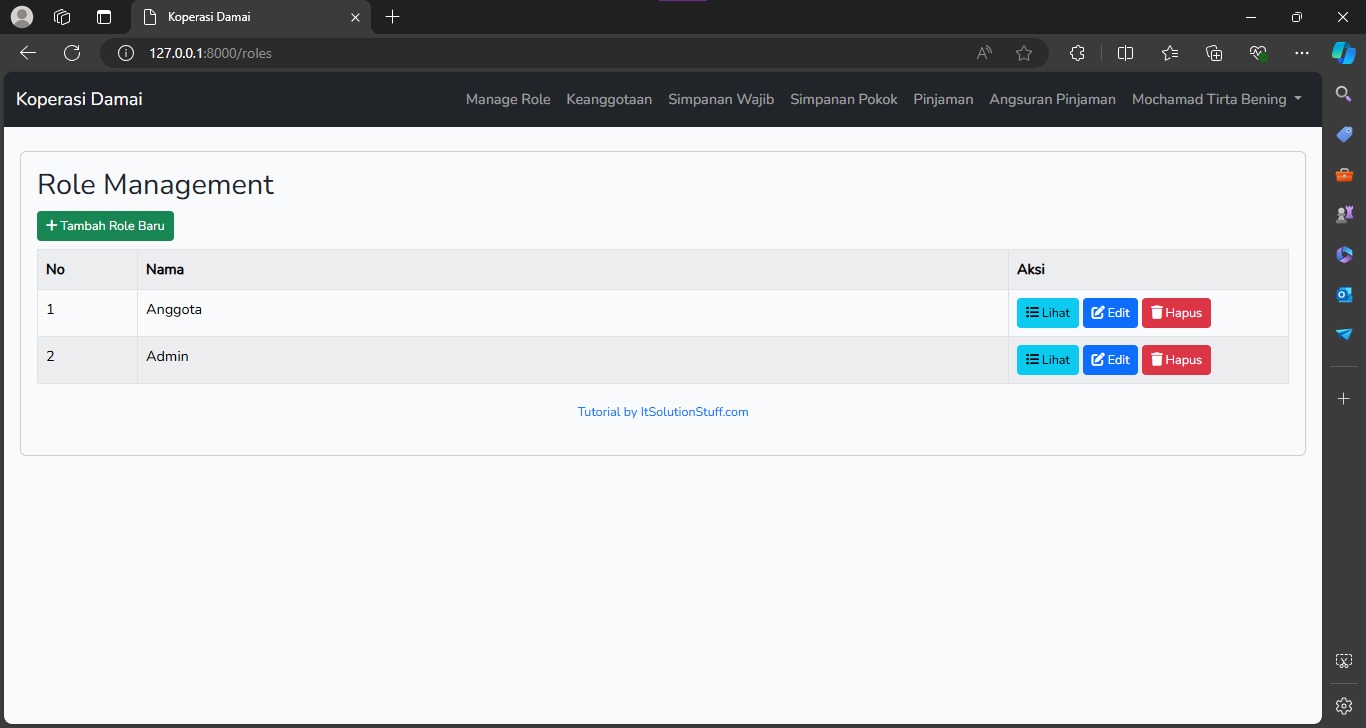 Koperasi Damai
127.0.0.1:8000/roles
Koperasi Damai Manage Role Keanggotaan Simpanan Wajib Simpanan Pokok Pinjaman Angsuran Pinjaman Mochamad Tirta Bening
Role Management
Tambah Role Baru
No Nama Aksi
1 Anggota Lihat Edit Hapus
2 Admin Lihat Edit Hapus
Tutorial by ItSolutionStuff.com